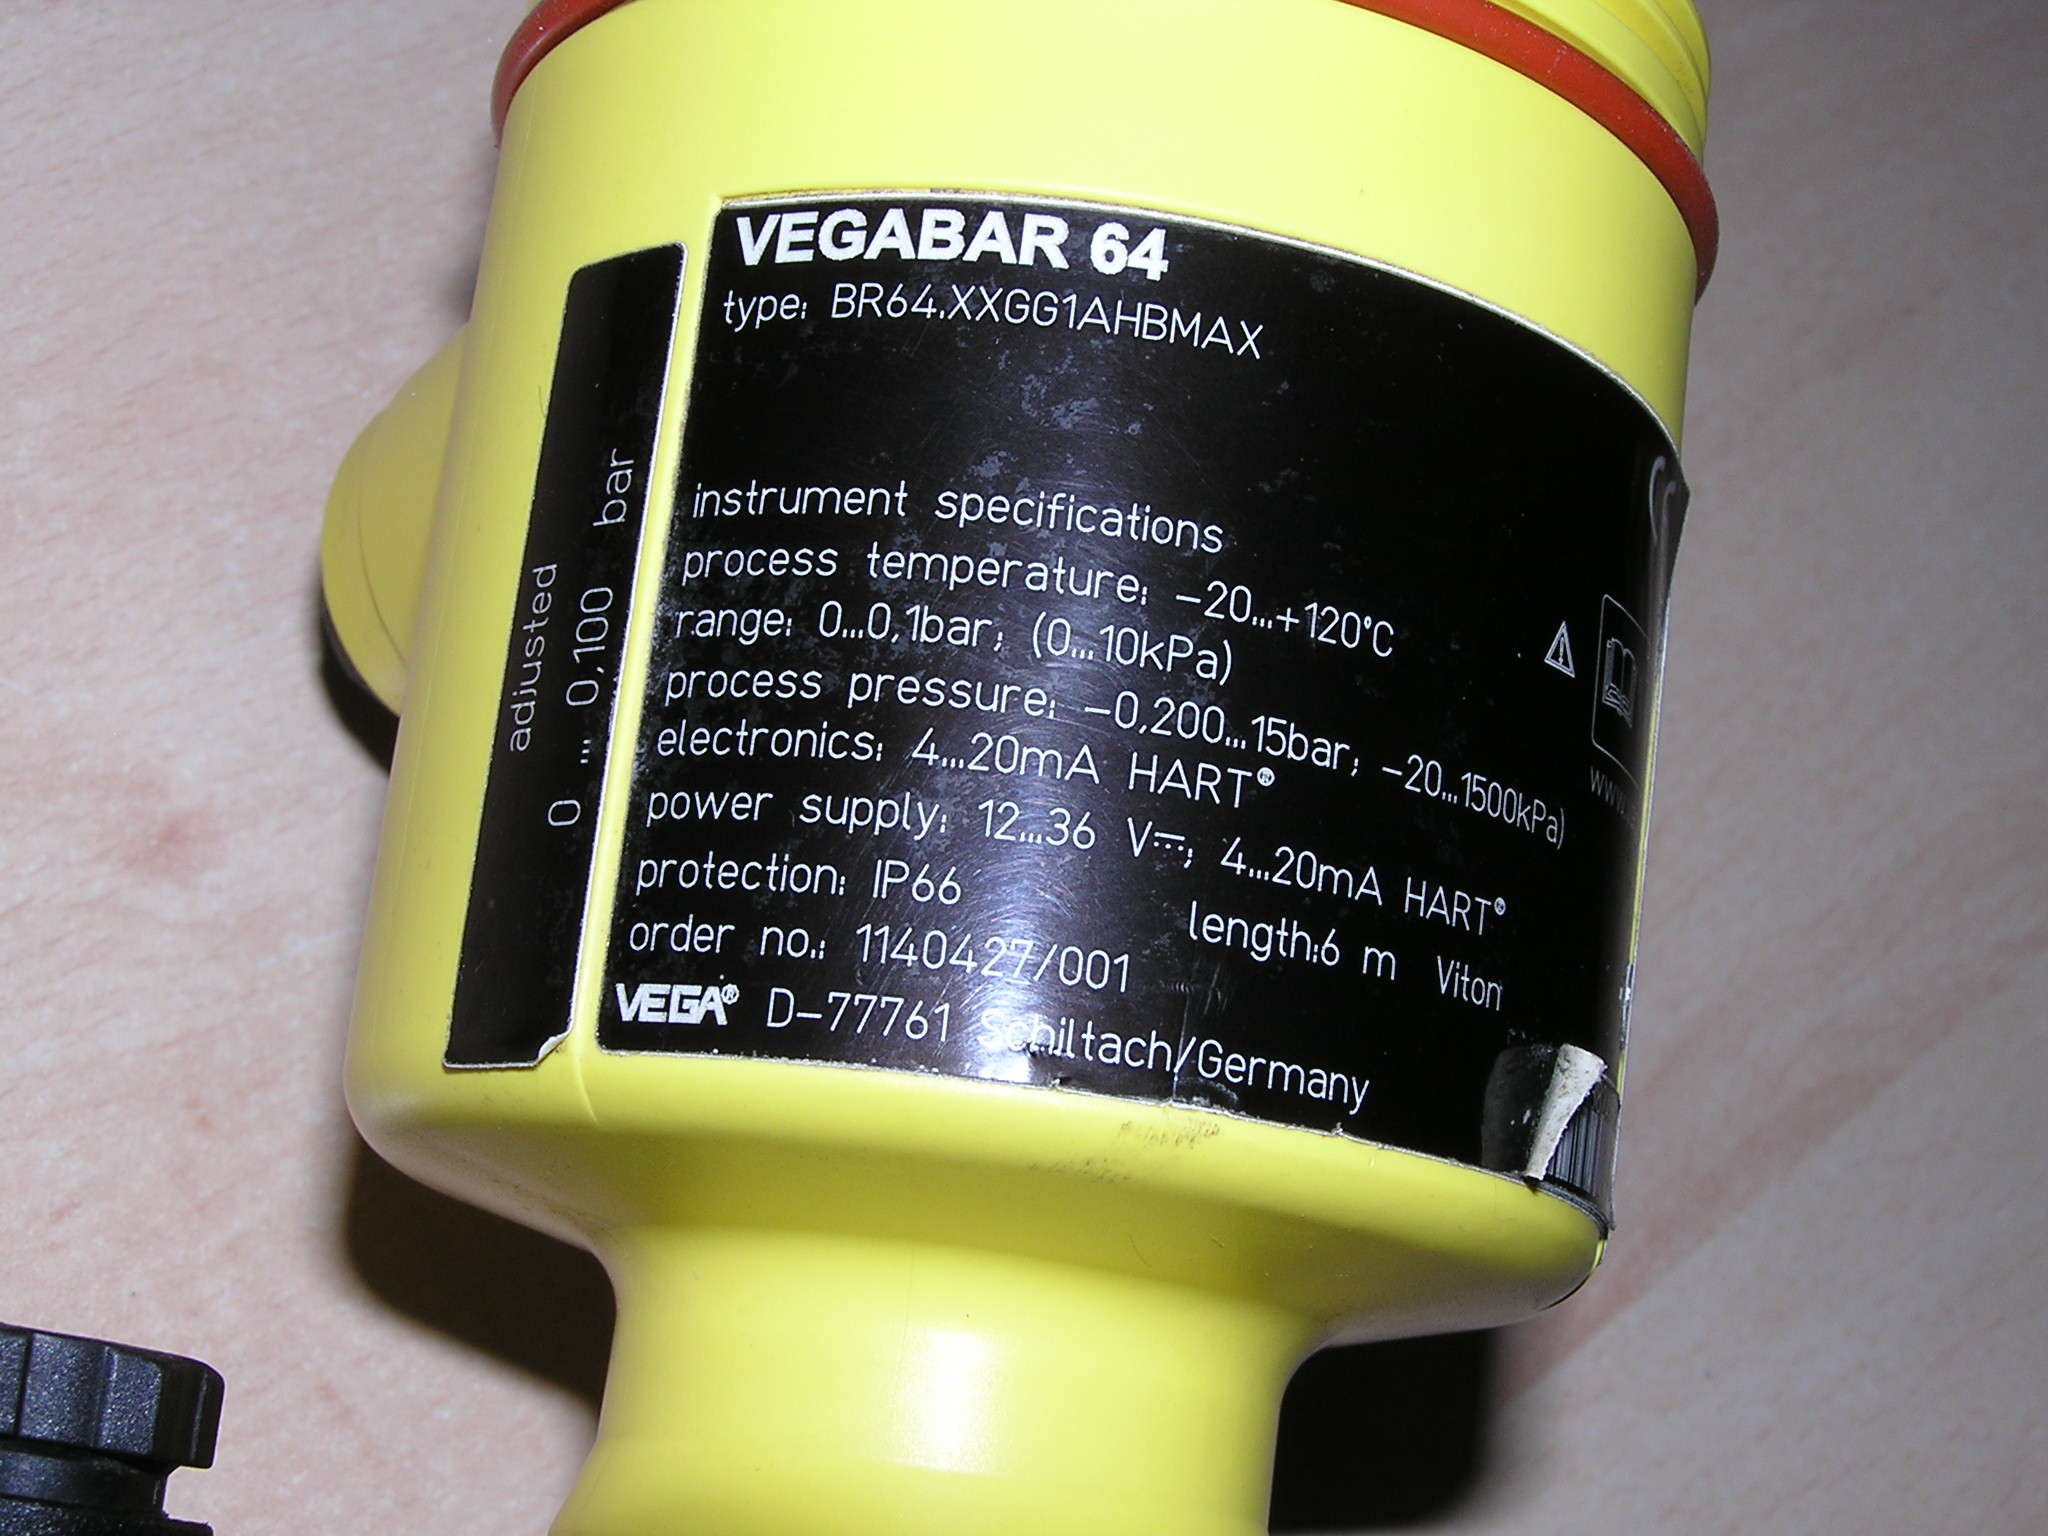 VEGABAR 64
type: BR64.XXGG1AHBMAX
instrument specifications
process temperature: -20...+120°C
range: 0...0,1bar; (0...10kPa)
process pressure: -0,200...15bar; -20...1500kPa)
electronics: 4...20mA HART®
power supply: 12...36 V⎓; 4...20mA HART®
protection: IP66 length:6 m Viton
order no.: 1140427/001
VEGA® D-77761 Schiltach/Germany
adjusted
0 ... 0,100 bar
www.